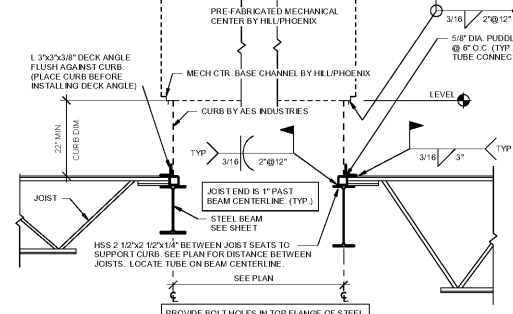 PRE-FABRICATED MECHANICAL
CENTER BY HILL/PHOENIX
3/16
2"@12"
5/8" DIA. PUDDL
@ 6" O.C. (TYP.
TUBE CONNEC
L 3"x3"x3/8" DECK ANGLE
FLUSH AGAINST CURB.
(PLACE CURB BEFORE
INSTALLING DECK ANGLE)
MECH CTR. BASE CHANNEL BY HILL/PHOENIX
LEVEL
CURB BY AES INDUSTRIES
22" MIN.
CURB DIM.
TYP
3/16
2"@12"
3/16
3"
TYP
JOIST END IS 1" PAST
BEAM CENTERLINE. (TYP.)
JOIST
STEEL BEAM
SEE SHEET
HSS 2 1/2"x2 1/2"x1/4" BETWEEN JOIST SEATS TO
SUPPORT CURB. SEE PLAN FOR DISTANCE BETWEEN
JOISTS. LOCATE TUBE ON BEAM CENTERLINE.
SEE PLAN
PROVIDE BOLT HOLES IN TOP FLANGE OF STEEL